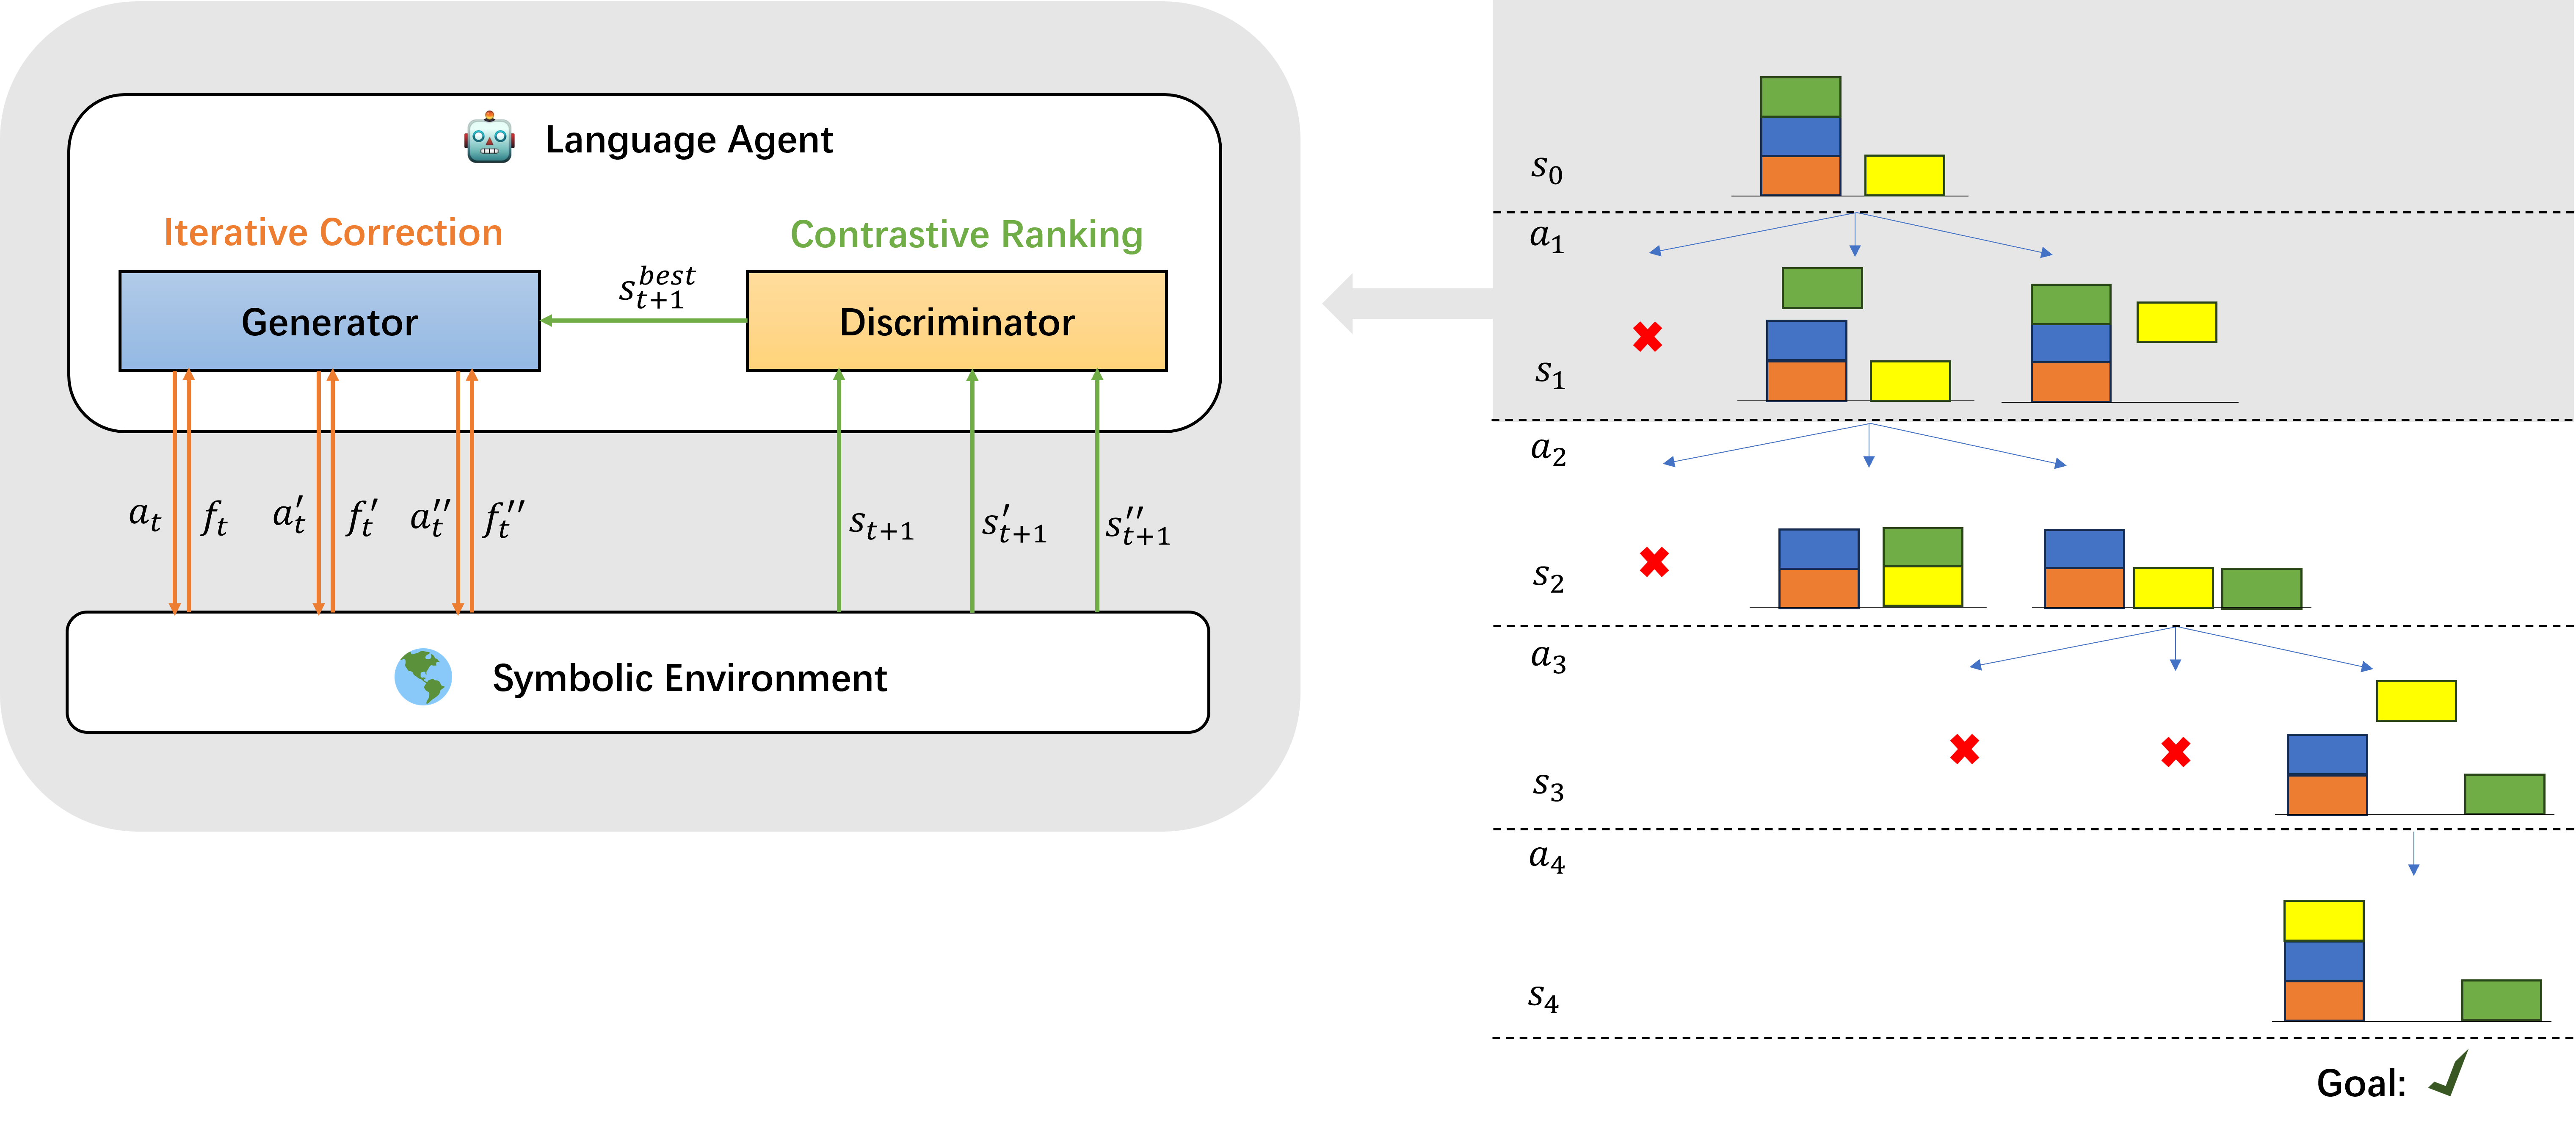 Language Agent
Iterative Correction
Contrastive Ranking
Generator
s_{t+1}^{best}
Discriminator
a_t f_t a_t' f_t' a_t'' f_t''
s_{t+1} s_{t+1}' s_{t+1}''
Symbolic Environment
s_0
a_1
s_1
a_2
s_2
a_3
s_3
a_4
s_4
Goal: